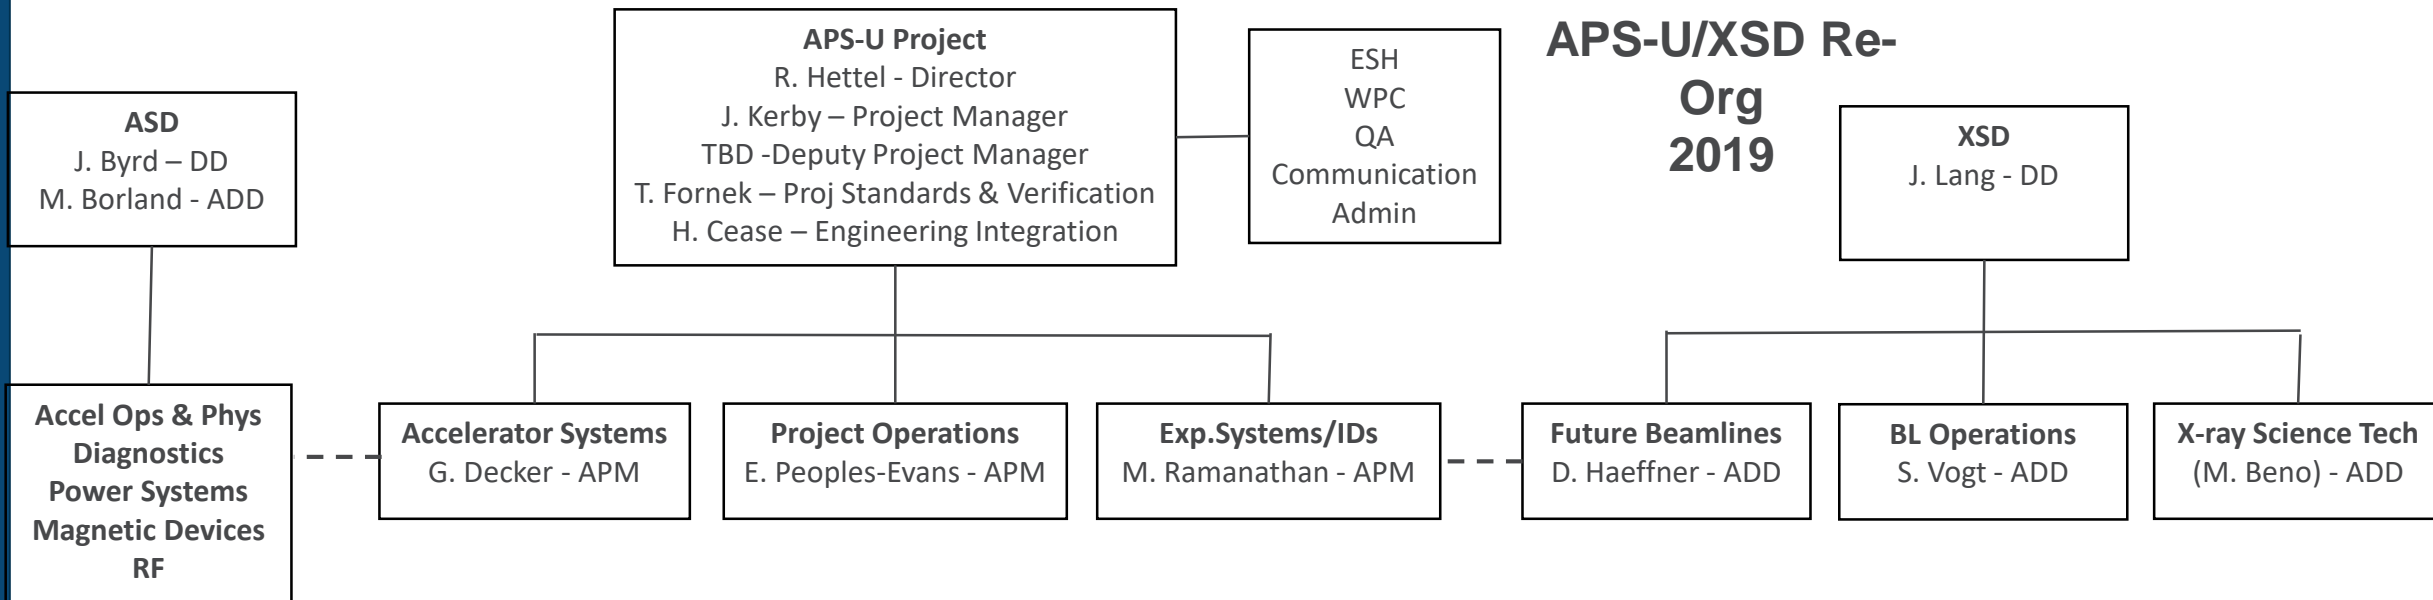 APS-U/XSD Re-
Org
2019
ASD
J. Byrd – DD
M. Borland - ADD
APS-U Project
R. Hettel - Director
J. Kerby – Project Manager
TBD -Deputy Project Manager
T. Fornek – Proj Standards & Verification
H. Cease – Engineering Integration
ESH
WPC
QA
Communication
Admin
XSD
J. Lang - DD
Accel Ops & Phys
Diagnostics
Power Systems
Magnetic Devices
RF
Accelerator Systems
G. Decker - APM
Project Operations
E. Peoples-Evans - APM
Exp.Systems/IDs
M. Ramanathan - APM
Future Beamlines
D. Haeffner - ADD
BL Operations
S. Vogt - ADD
X-ray Science Tech
(M. Beno) - ADD